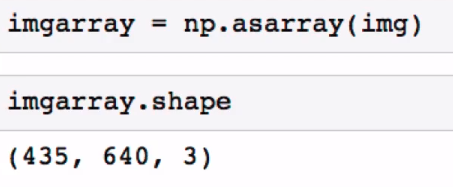 imgarray = np.asarray(img)
imgarray.shape
(435, 640, 3)